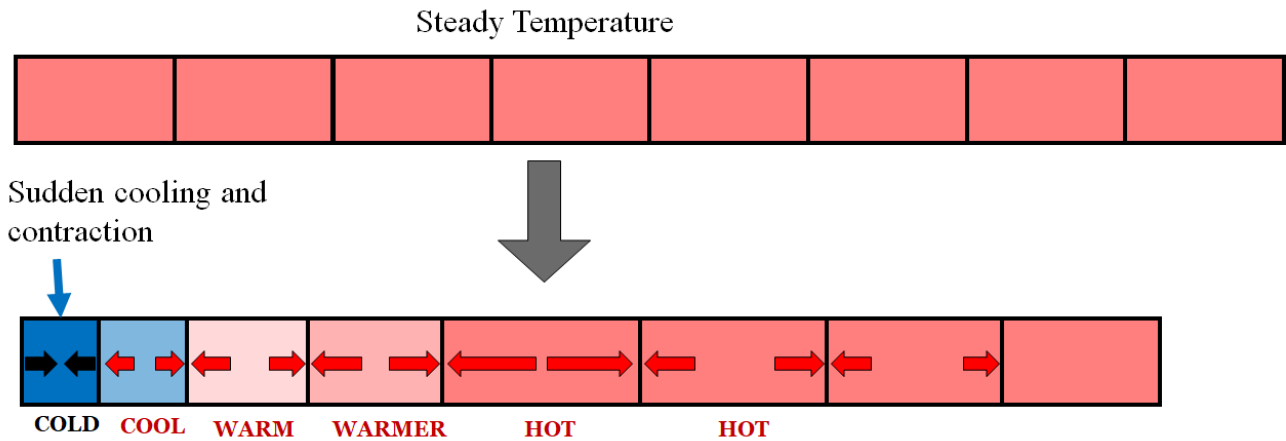 Steady Temperature
Sudden cooling and
contraction
COLD COOL WARM WARMER HOT HOT